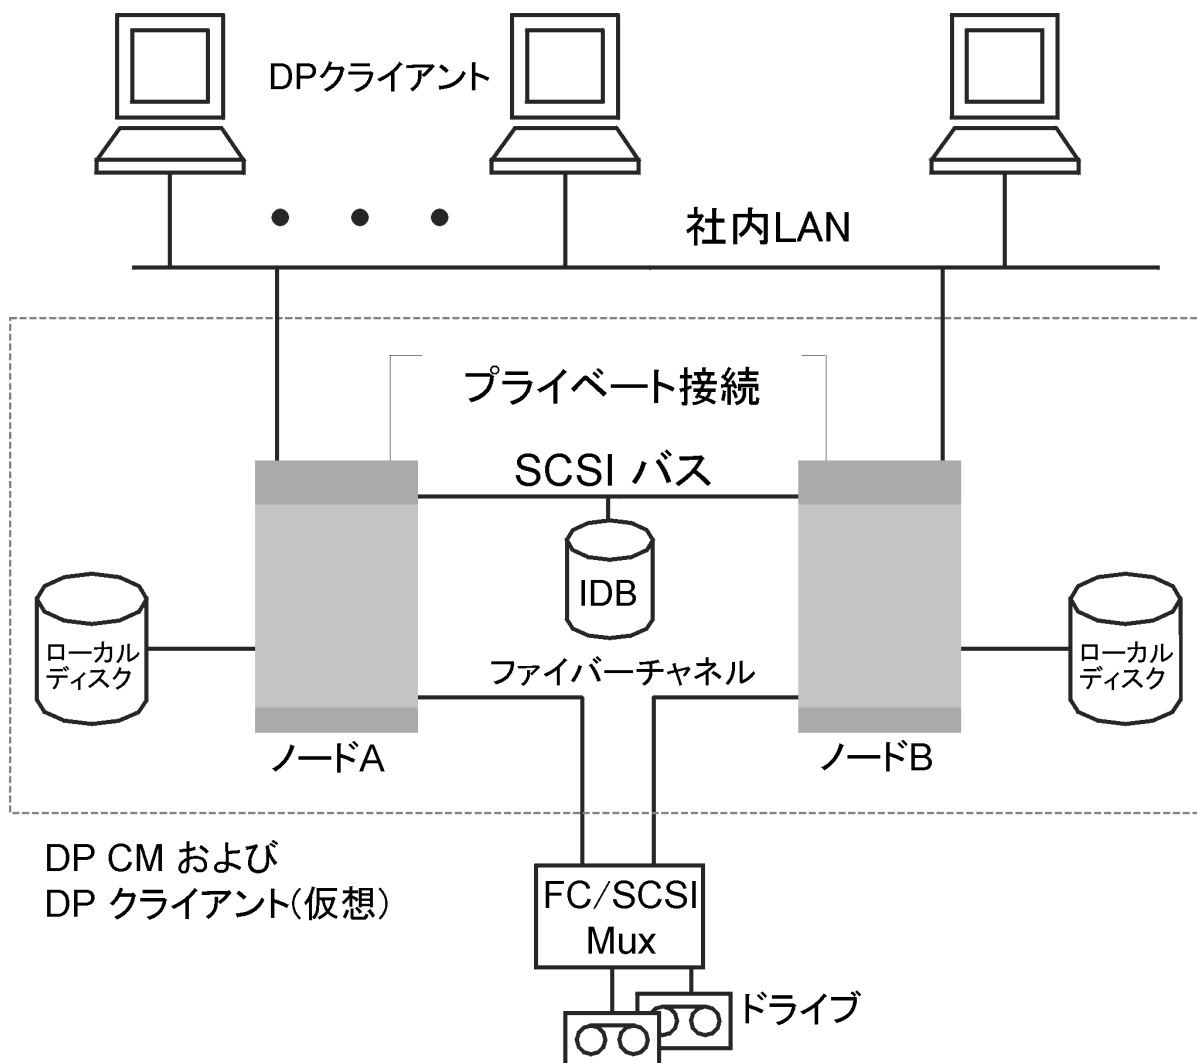 DPクライアント
社内LAN
プライベート接続
SCSI バス
IDB
ローカル
ディスク
ローカル
ディスク
ファイバーチャネル
ノードA
ノードB
DP CM および
DP クライアント(仮想)
FC/SCSI
Mux
ドライブ